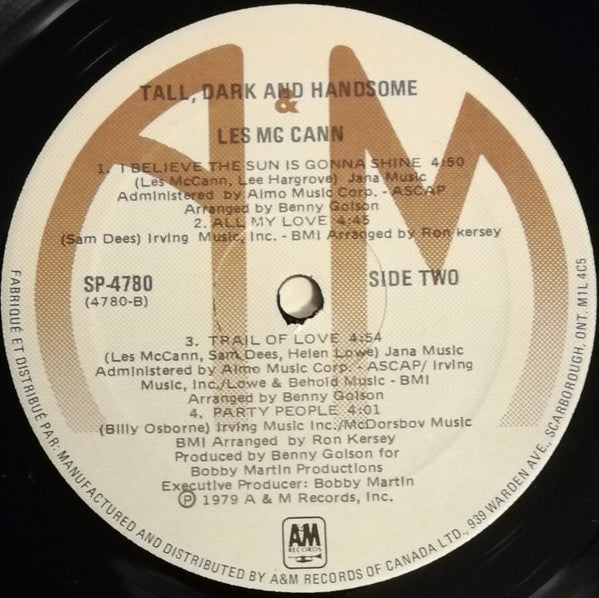 TALL, DARK AND HANDSOME
&
LES MC CANN
1. I BELIEVE THE SUN IS GONNA SHINE 4:50
(Les McCann, Lee Hargrove) Jana Music
Administered by Almo Music Corp. - ASCAP
Arranged by Benny Golson
2. ALL MY LOVE 4:45
(Sam Dees) Irving Music, Inc. - BMI Arranged by Ron kersey
SP-4780
(4780-B)
SIDE TWO
3. TRAIL OF LOVE 4:54
(Les McCann, Sam Dees, Helen Lowe) Jana Music
Administered by Almo Music Corp. - ASCAP/ Irving
Music, Inc./Lowe & Behold Music - BMI
Arranged by Benny Golson
4. PARTY PEOPLE 4:01
(Billy Osborne) Irving Music Inc./McDorsbov Music
BMI Arranged by Ron Kersey
Produced by Benny Golson for
Bobby Martin Productions
Executive Producer: Bobby Martin
Ⓟ 1979 A & M Records, Inc.
A&M
RECORDS
FABRIQUÉ ET DISTRIBUÉ PAR: MANUFACTURED AND DISTRIBUTED BY A&M RECORDS OF CANADA LTD., 939 WARDEN AVE., SCARBOROUGH, ONT. M1L 4C5